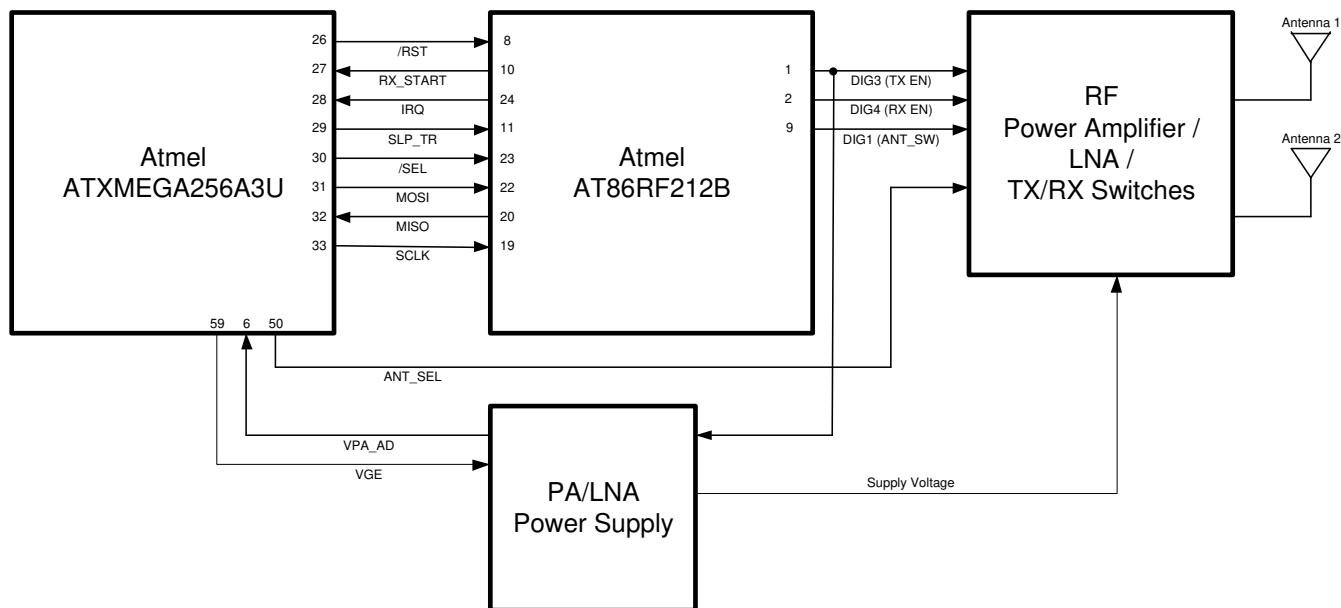 Atmel
ATXMEGA256A3U
26
27
28
29
30
31
32
33
59
6
50
/RST
RX_START
IRQ
SLP_TR
/SEL
MOSI
MISO
SCLK
8
10
24
11
23
22
20
19
Atmel
AT86RF212B
1
2
9
DIG3 (TX EN)
DIG4 (RX EN)
DIG1 (ANT_SW)
RF
Power Amplifier /
LNA /
TX/RX Switches
Antenna 1
Antenna 2
ANT_SEL
VPA_AD
VGE
PA/LNA
Power Supply
Supply Voltage